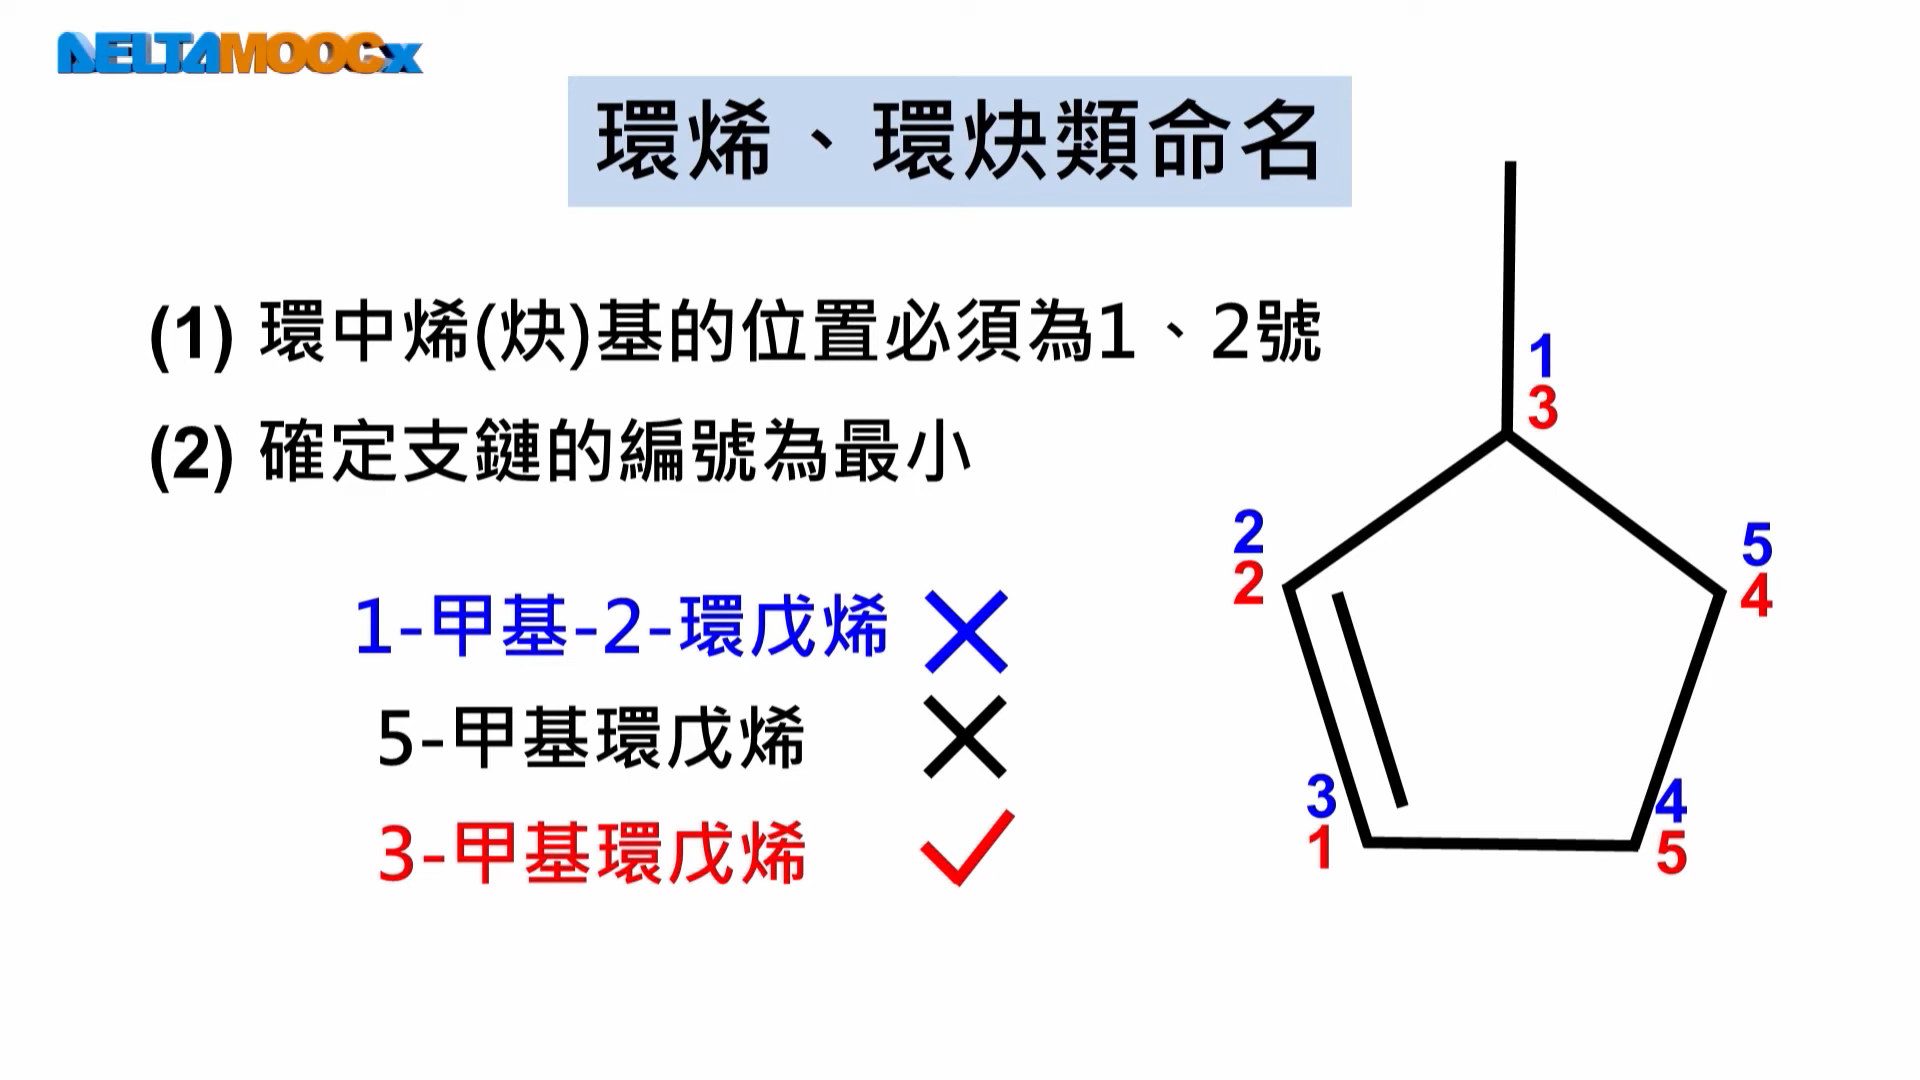 DELTAMOOCx
環烯、環炔類命名
(1) 環中烯(炔)基的位置必須為1、2號
(2) 確定支鏈的編號為最小
1-甲基-2-環戊烯
5-甲基環戊烯
3-甲基環戊烯
1
3
2
2
5
4
3
1
4
5